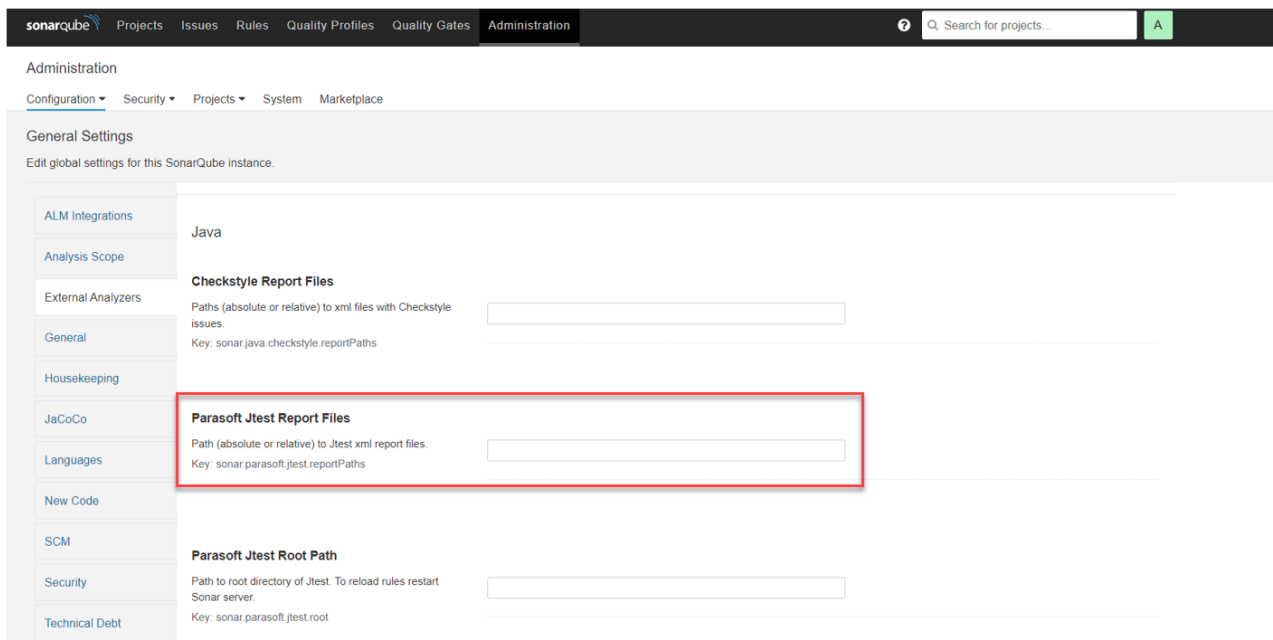 sonarqube Projects Issues Rules Quality Profiles Quality Gates Administration ? Search for projects... A
Administration
Configuration Security Projects System Marketplace
General Settings
Edit global settings for this SonarQube instance.
ALM Integrations
Analysis Scope
External Analyzers
General
Housekeeping
JaCoCo
Languages
New Code
SCM
Security
Technical Debt
Java
Checkstyle Report Files
Paths (absolute or relative) to xml files with Checkstyle
issues.
Key: sonar.java.checkstyle.reportPaths
Parasoft Jtest Report Files
Path (absolute or relative) to Jtest xml report files.
Key: sonar.parasoft.jtest.reportPaths
Parasoft Jtest Root Path
Path to root directory of Jtest. To reload rules restart
Sonar server.
Key: sonar.parasoft.jtest.root